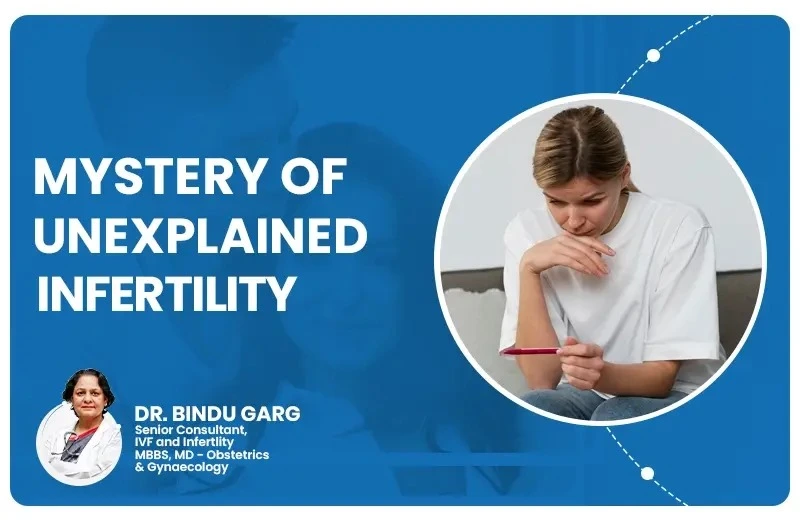 MYSTERY OF
UNEXPLAINED
INFERTILITY
DR. BINDU GARG
Senior Consultant,
IVF and Infertlity
MBBS, MD - Obstetrics
& Gynaecology